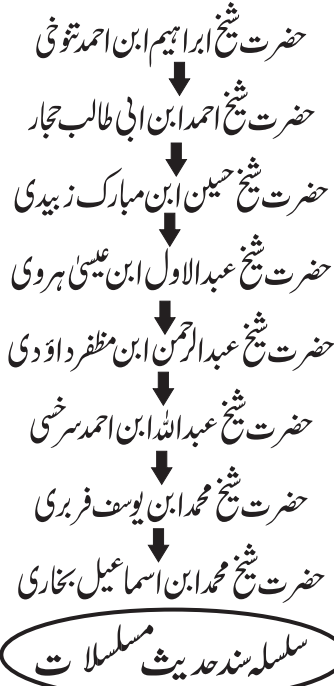 حضرت شیخ ابراہیم ابن احمد تنوخی
حضرت شیخ احمد ابن ابی طالب حجار
حضرت شیخ حسین ابن مبارک زبیدی
حضرت شیخ عبدالاول ابن عیسیٰ ہروی
حضرت شیخ عبدالرحمن ابن مظفر داؤدی
حضرت شیخ عبداللہ ابن احمد سرخسی
حضرت شیخ محمد ابن یوسف فربری
حضرت شیخ محمد ابن اسماعیل بخاری
سلسلہ سند حدیث مسلسلات